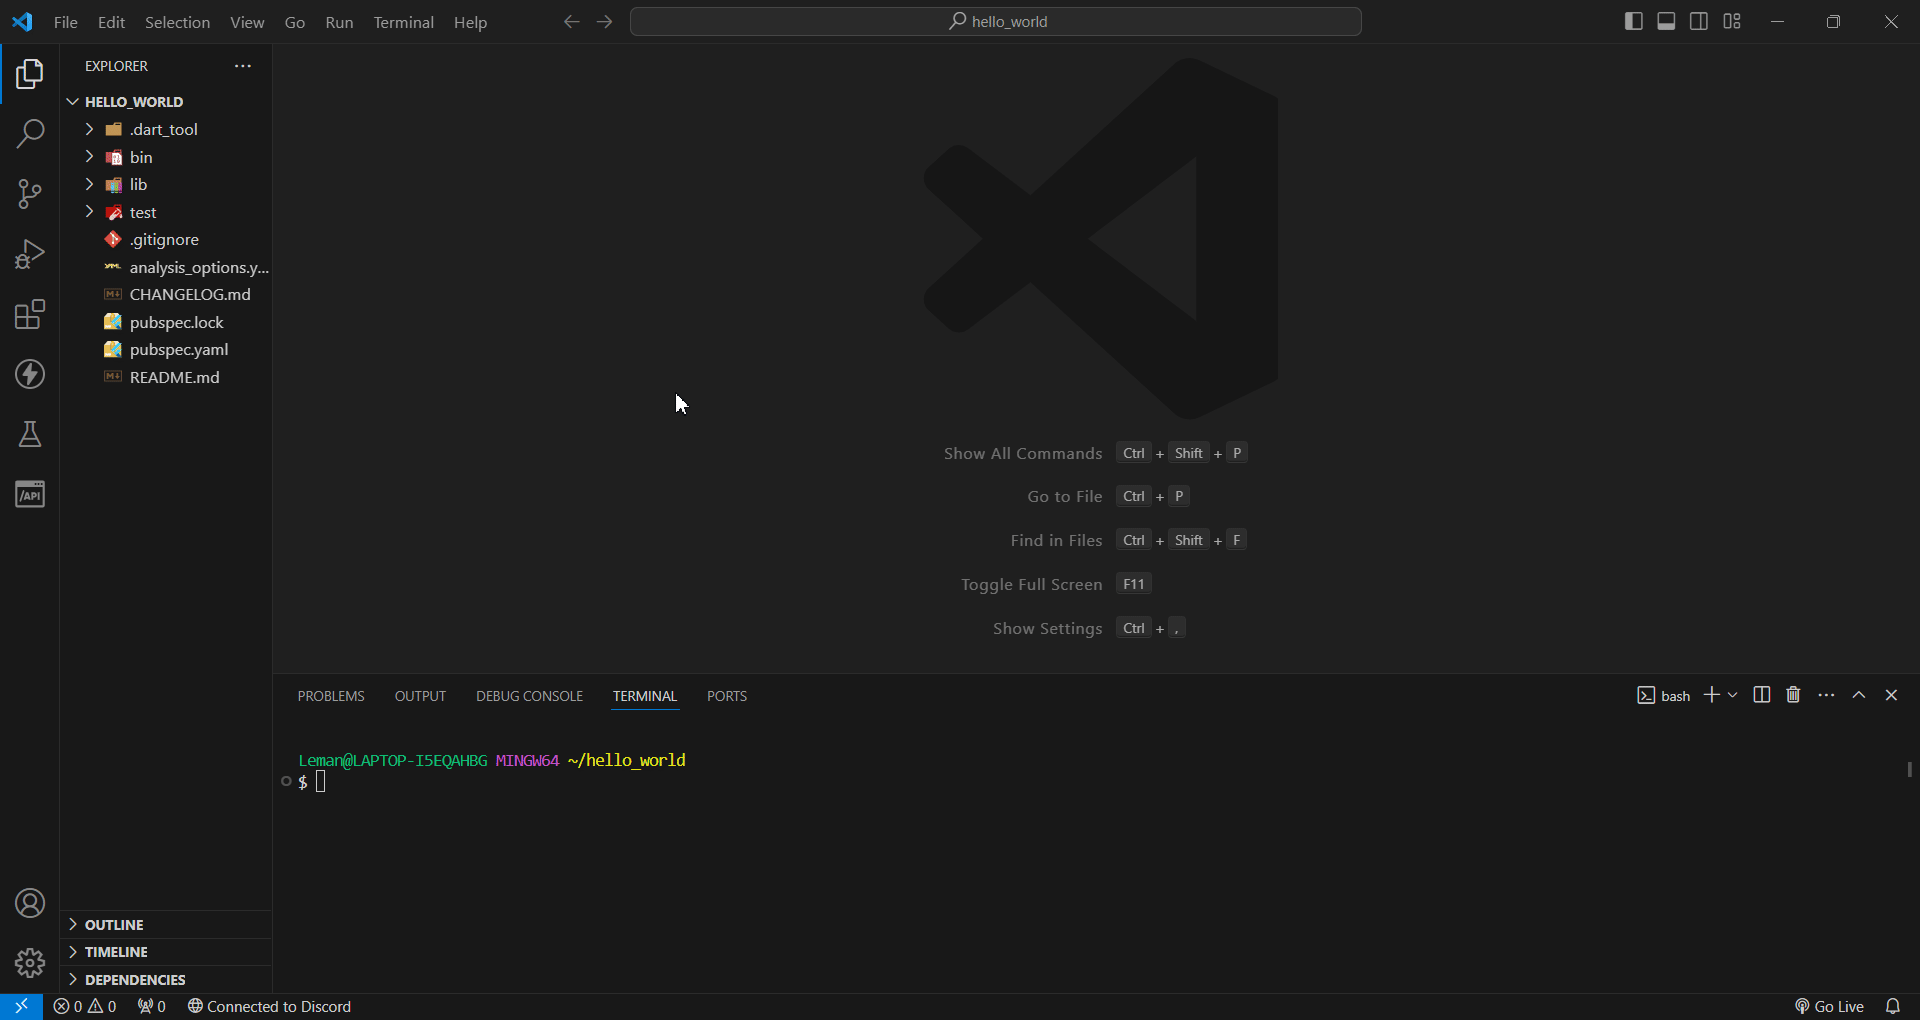 File Edit Selection View Go Run Terminal Help
hello_world
EXPLORER
HELLO_WORLD
.dart_tool
bin
lib
test
.gitignore
analysis_options.y...
CHANGELOG.md
pubspec.lock
pubspec.yaml
README.md
/API
OUTLINE
TIMELINE
DEPENDENCIES
Show All Commands Ctrl + Shift + P
Go to File Ctrl + P
Find in Files Ctrl + Shift + F
Toggle Full Screen F11
Show Settings Ctrl + ,
PROBLEMS OUTPUT DEBUG CONSOLE TERMINAL PORTS
bash
Leman@LAPTOP-I5EQAHBG MINGW64 ~/hello_world
$
0 0 0 Connected to Discord
Go Live